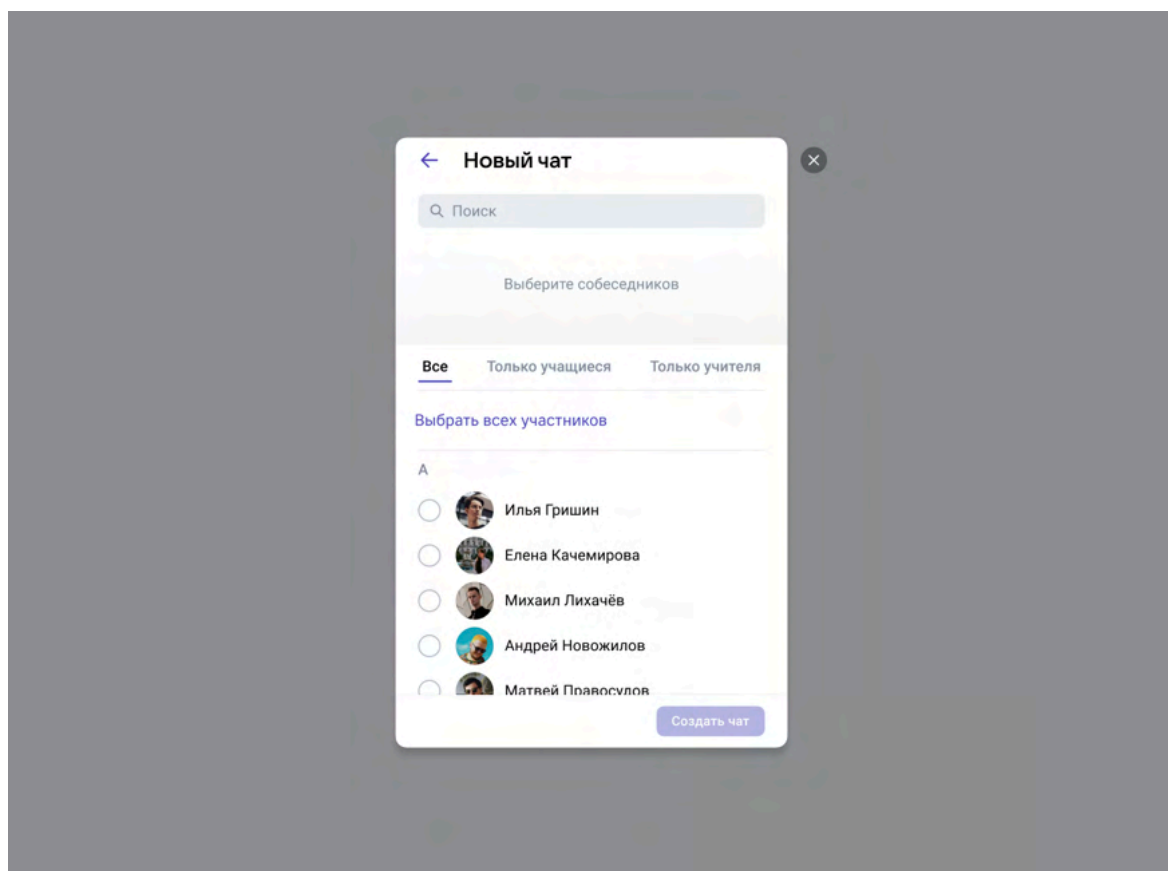 Новый чат
Поиск
Выберите собеседников
Все Только учащиеся Только учителя
Выбрать всех участников
А
Илья Гришин
Елена Качемирова
Михаил Лихачёв
Андрей Новожилов
Матвей Правосудов
Создать чат